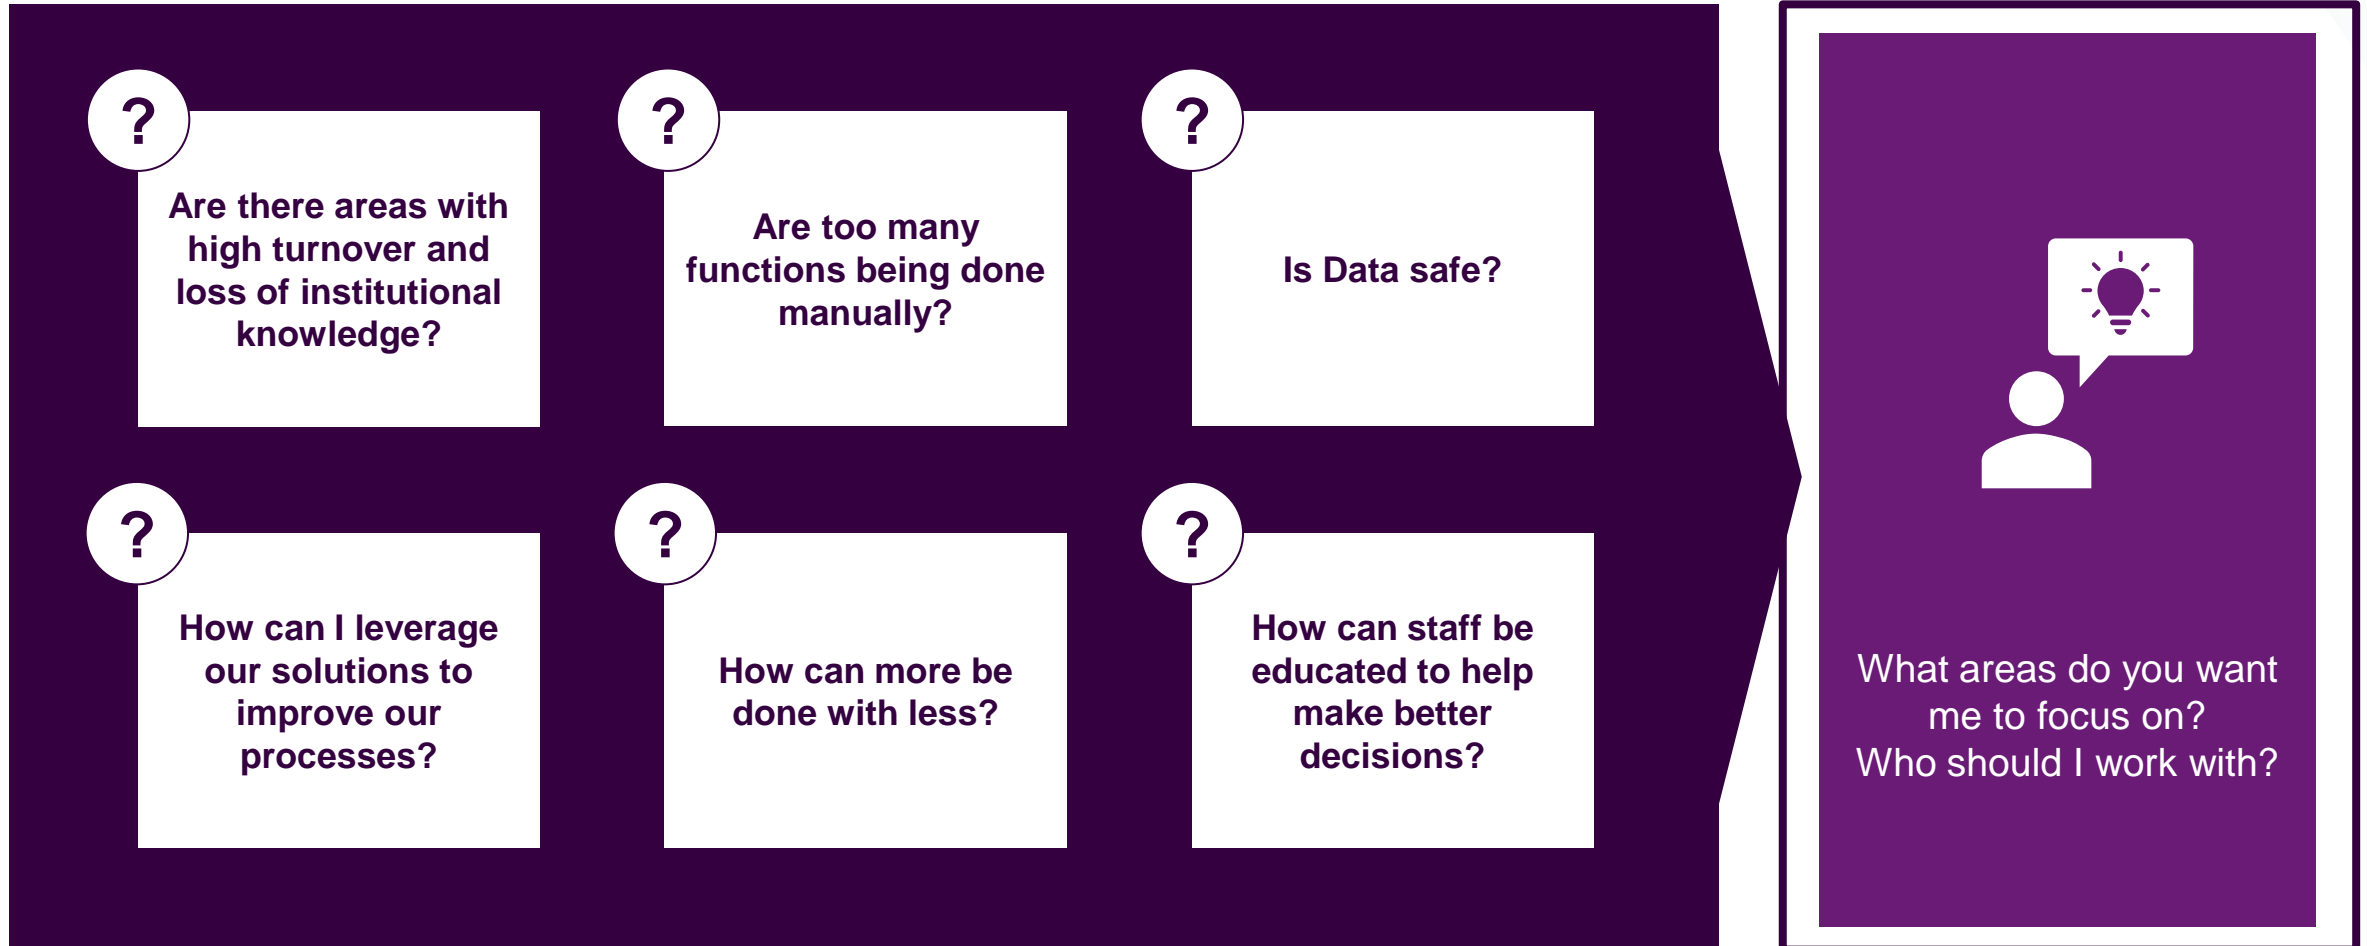 ?
Are there areas with
high turnover and
loss of institutional
knowledge?
?
Are too many
functions being done
manually?
?
Is Data safe?
?
How can I leverage
our solutions to
improve our
processes?
?
How can more be
done with less?
?
How can staff be
educated to help
make better
decisions?
What areas do you want
me to focus on?
Who should I work with?